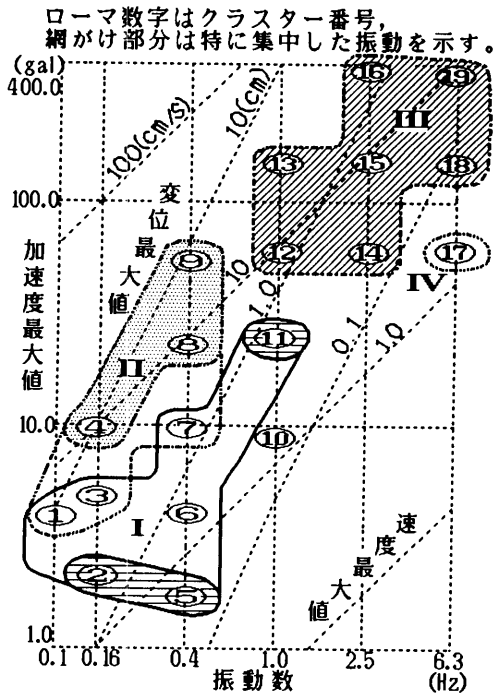 ローマ数字はクラスター番号,
網がけ部分は特に集中した振動を示す。
(gal)
400.0
100.0
10.0
1.0
加速度最大値
100(cm/S)
10(cm)
変位最大値
10
1.0
0.1
1.0
速度最大値
⑯
⑲
III
⑬
⑮
⑱
⑫
⑭
⑰
IV
⑨
⑧
II
⑪
④
⑦
⑩
③
①
I
⑥
②
⑤
0.1
0.16
0.4
1.0
2.5
6.3
振動数
(Hz)